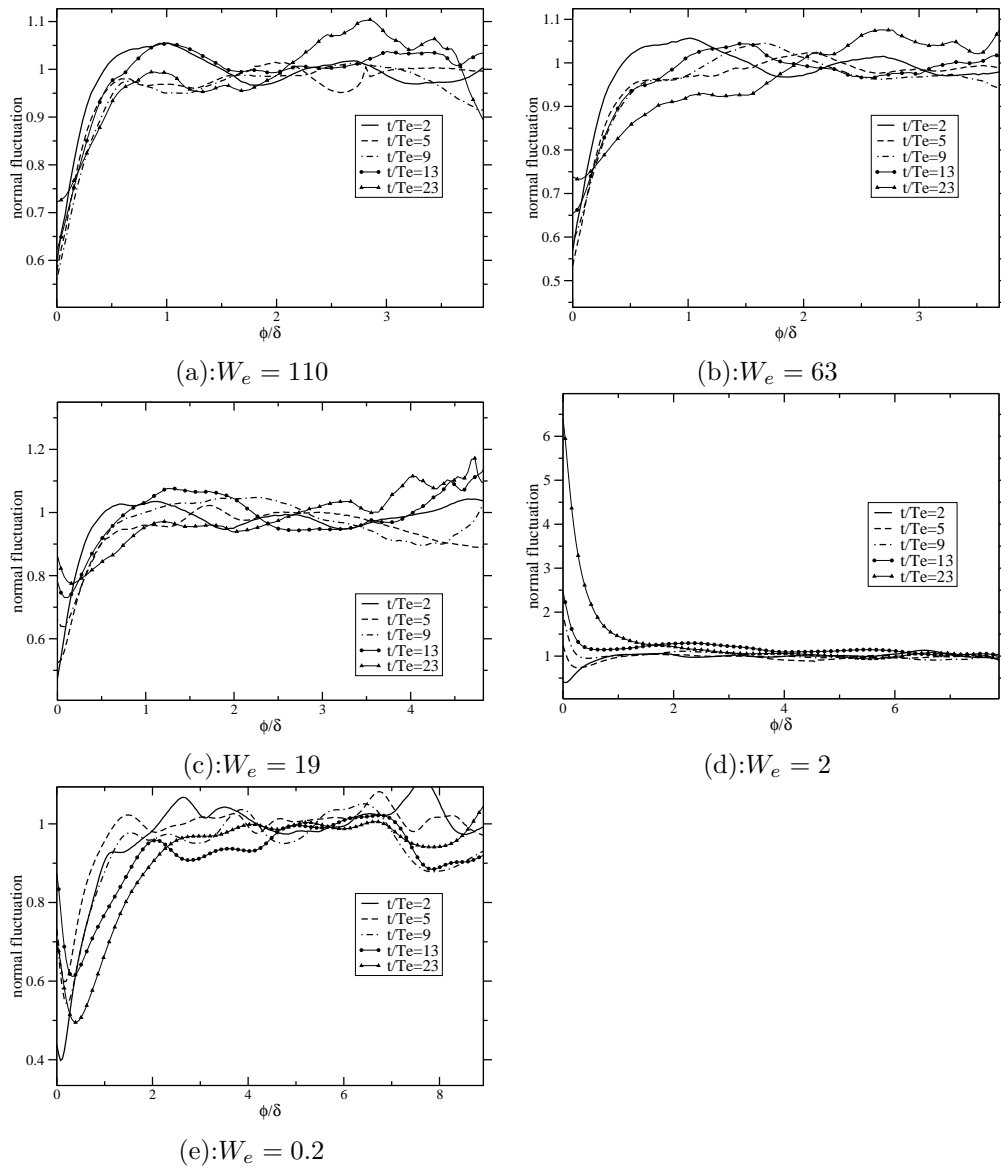 1.1
1
0.9
0.8
0.7
0.6
normal fluctuation
t/Te=2
t/Te=5
t/Te=9
t/Te=13
t/Te=23
0 1 2 3
ϕ/δ
(a):W_e = 110
1.1
1
0.9
0.8
0.7
0.6
0.5
normal fluctuation
t/Te=2
t/Te=5
t/Te=9
t/Te=13
t/Te=23
0 1 2 3
ϕ/δ
(b):W_e = 63
1.2
1
0.8
0.6
normal fluctuation
t/Te=2
t/Te=5
t/Te=9
t/Te=13
t/Te=23
0 1 2 3 4
ϕ/δ
(c):W_e = 19
6
5
4
3
2
1
normal fluctuation
t/Te=2
t/Te=5
t/Te=9
t/Te=13
t/Te=23
0 2 4 6
ϕ/δ
(d):W_e = 2
1
0.8
0.6
0.4
normal fluctuation
t/Te=2
t/Te=5
t/Te=9
t/Te=13
t/Te=23
0 2 4 6 8
ϕ/δ
(e):W_e = 0.2